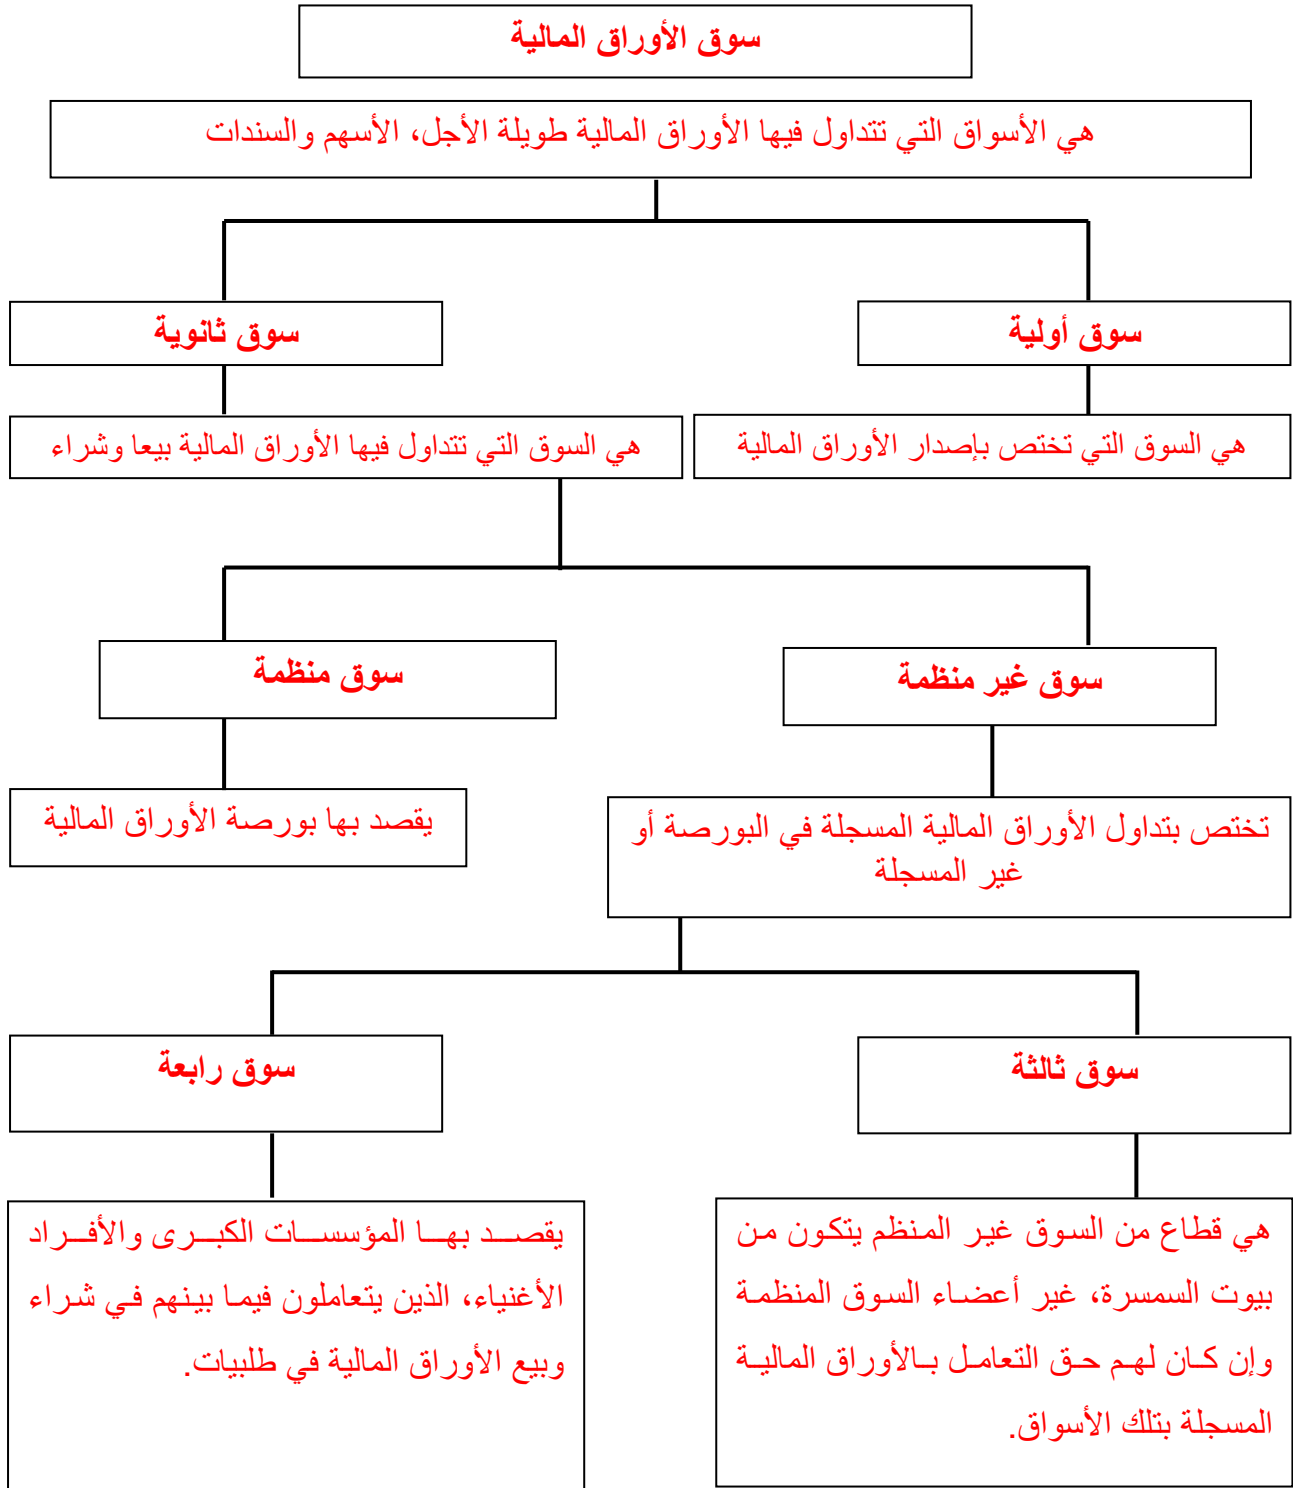 سوق الأوراق المالية
هي الأسواق التي تتداول فيها الأوراق المالية طويلة الأجل، الأسهم والسندات
سوق أولية
سوق ثانوية
هي السوق التي تختص بإصدار الأوراق المالية
هي السوق التي تتداول فيها الأوراق المالية بيعا وشراء
سوق غير منظمة
سوق منظمة
تختص بتداول الأوراق المالية المسجلة في البورصة أو
غير المسجلة
يقصد بها بورصة الأوراق المالية
سوق ثالثة
سوق رابعة
هي قطاع من السوق غير المنظم يتكون من
بيوت السمسرة، غير أعضاء السوق المنظمة
وإن كان لهم حق التعامل بالأوراق المالية
المسجلة بتلك الأسواق.
يقصد بها المؤسسات الكبرى والأفراد
الأغنياء، الذين يتعاملون فيما بينهم في شراء
وبيع الأوراق المالية في طلبيات.